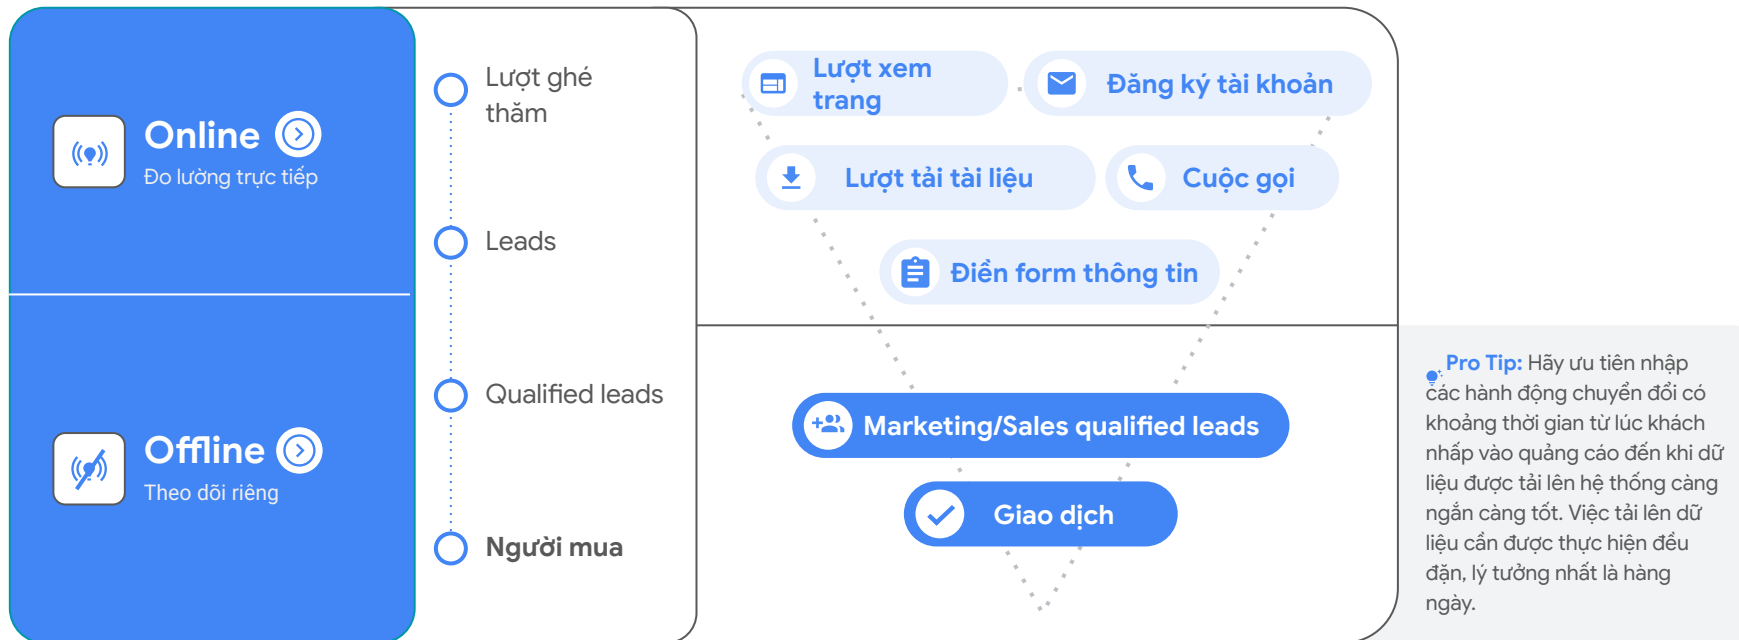 Online
Đo lường trực tiếp
Offline
Theo dõi riêng
Lượt ghé
thăm
Leads
Qualified leads
Người mua
Lượt xem
trang
Đăng ký tài khoản
Lượt tải tài liệu
Cuộc gọi
Điền form thông tin
Marketing/Sales qualified leads
Giao dịch
Pro Tip: Hãy ưu tiên nhập
các hành động chuyển đổi có
khoảng thời gian từ lúc khách
nhấp vào quảng cáo đến khi dữ
liệu được tải lên hệ thống càng
ngắn càng tốt. Việc tải lên dữ
liệu cần được thực hiện đều
đặn, lý tưởng nhất là hàng
ngày.